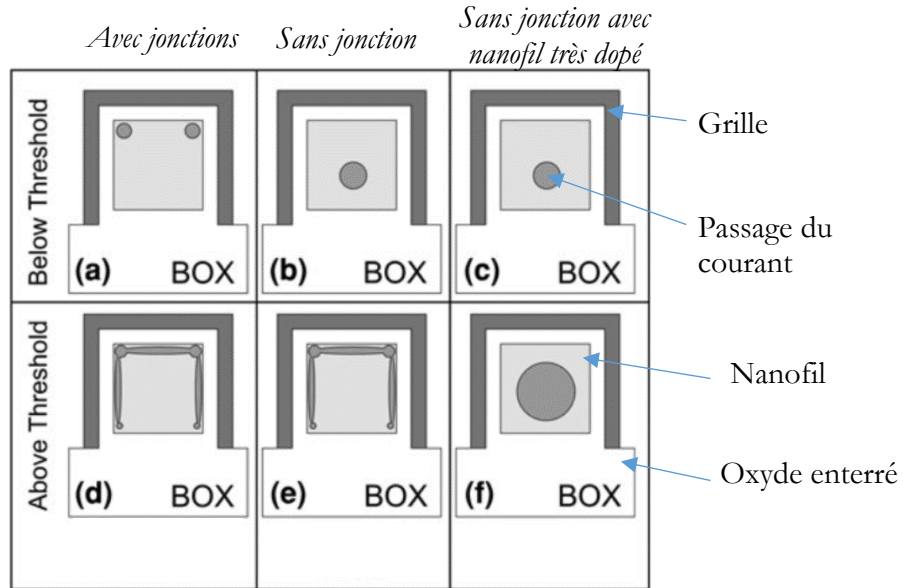 Avec jonctions
Sans jonction
Sans jonction avec
nanofil très dopé
Below Threshold
(a) BOX
(b) BOX
(c) BOX
Grille
Passage du
courant
Above Threshold
(d) BOX
(e) BOX
(f) BOX
Nanofil
Oxyde enterré